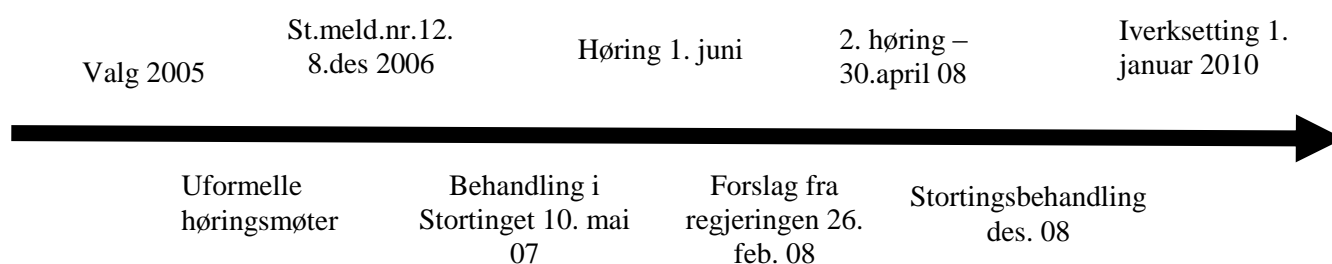 Valg 2005
St.meld.nr.12.
8.des 2006
Høring 1. juni
2. høring –
30.april 08
Iverksetting 1.
januar 2010
Uformelle
høringsmøter
Behandling i
Stortinget 10. mai
07
Forslag fra
regjeringen 26.
feb. 08
Stortingsbehandling
des. 08